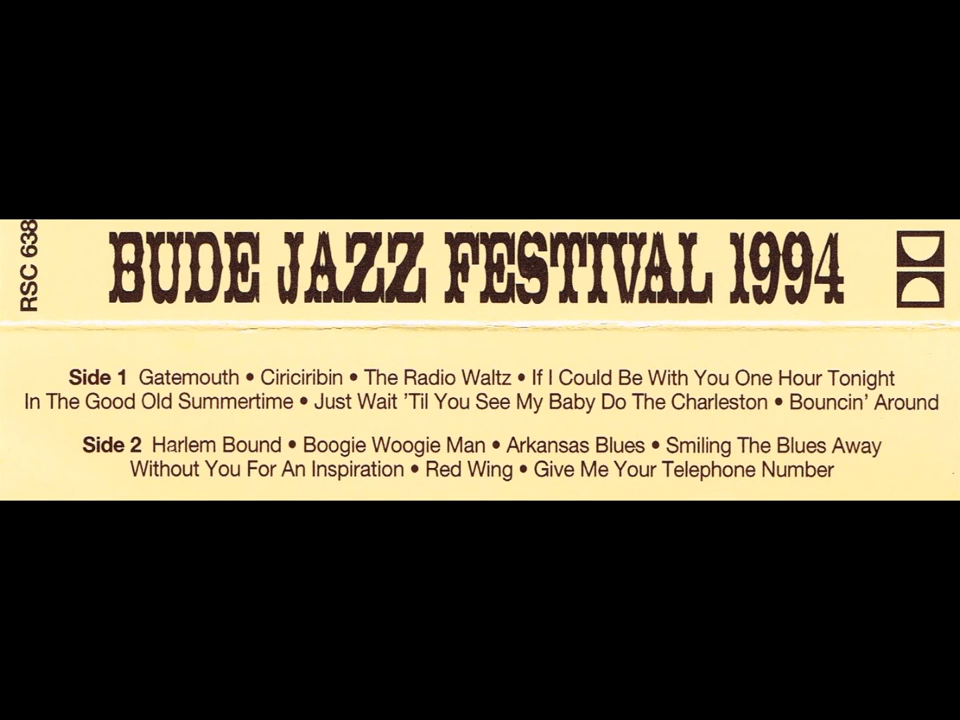 RSC 638
BUDE JAZZ FESTIVAL 1994
Side 1 Gatemouth • Ciriciribin • The Radio Waltz • If I Could Be With You One Hour Tonight
In The Good Old Summertime • Just Wait ’Til You See My Baby Do The Charleston • Bouncin’ Around
Side 2 Harlem Bound • Boogie Woogie Man • Arkansas Blues • Smiling The Blues Away
Without You For An Inspiration • Red Wing • Give Me Your Telephone Number